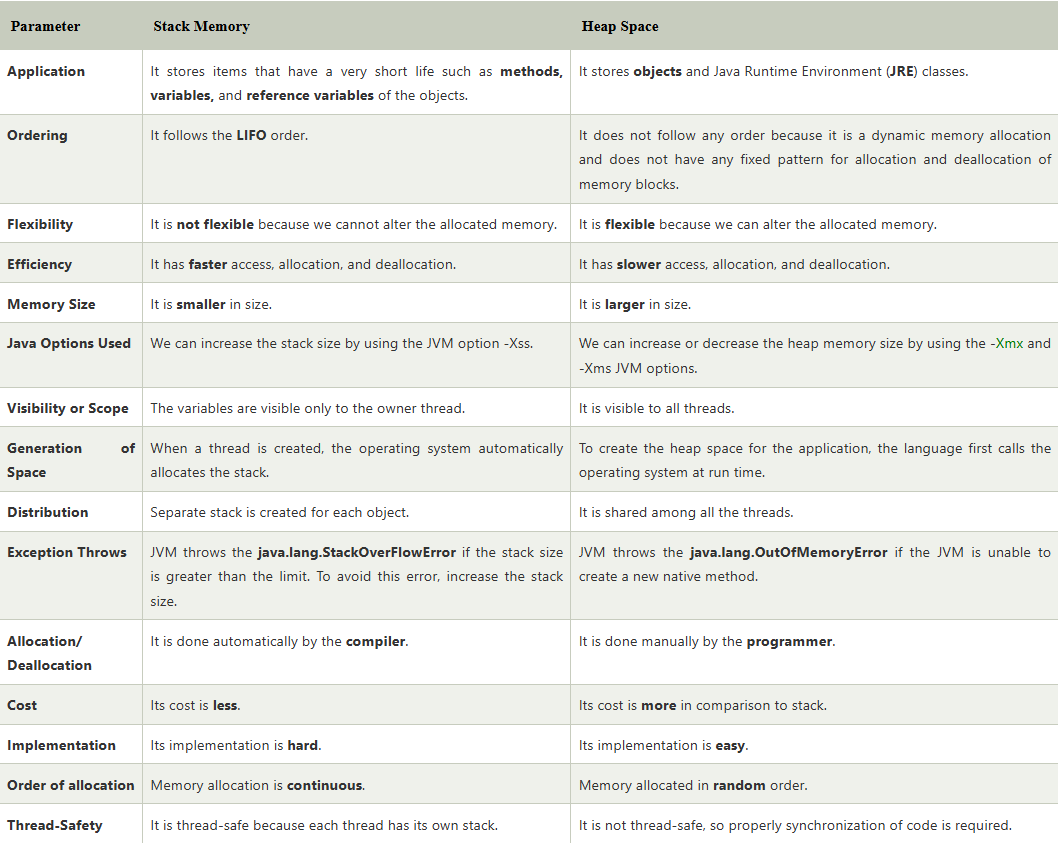 Parameter Stack Memory Heap Space
Application It stores items that have a very short life such as methods, It stores objects and Java Runtime Environment (JRE) classes.
variables, and reference variables of the objects.
Ordering It follows the LIFO order. It does not follow any order because it is a dynamic memory allocation
and does not have any fixed pattern for allocation and deallocation of
memory blocks.
Flexibility It is not flexible because we cannot alter the allocated memory. It is flexible because we can alter the allocated memory.
Efficiency It has faster access, allocation, and deallocation. It has slower access, allocation, and deallocation.
Memory Size It is smaller in size. It is larger in size.
Java Options Used We can increase the stack size by using the JVM option -Xss. We can increase or decrease the heap memory size by using the -Xmx and
-Xms JVM options.
Visibility or Scope The variables are visible only to the owner thread. It is visible to all threads.
Generation of When a thread is created, the operating system automatically To create the heap space for the application, the language first calls the
Space allocates the stack. operating system at run time.
Distribution Separate stack is created for each object. It is shared among all the threads.
Exception Throws JVM throws the java.lang.StackOverFlowError if the stack size JVM throws the java.lang.OutOfMemoryError if the JVM is unable to
is greater than the limit. To avoid this error, increase the stack create a new native method.
size.
Allocation/ It is done automatically by the compiler. It is done manually by the programmer.
Deallocation
Cost Its cost is less. Its cost is more in comparison to stack.
Implementation Its implementation is hard. Its implementation is easy.
Order of allocation Memory allocation is continuous. Memory allocated in random order.
Thread-Safety It is thread-safe because each thread has its own stack. It is not thread-safe, so properly synchronization of code is required.